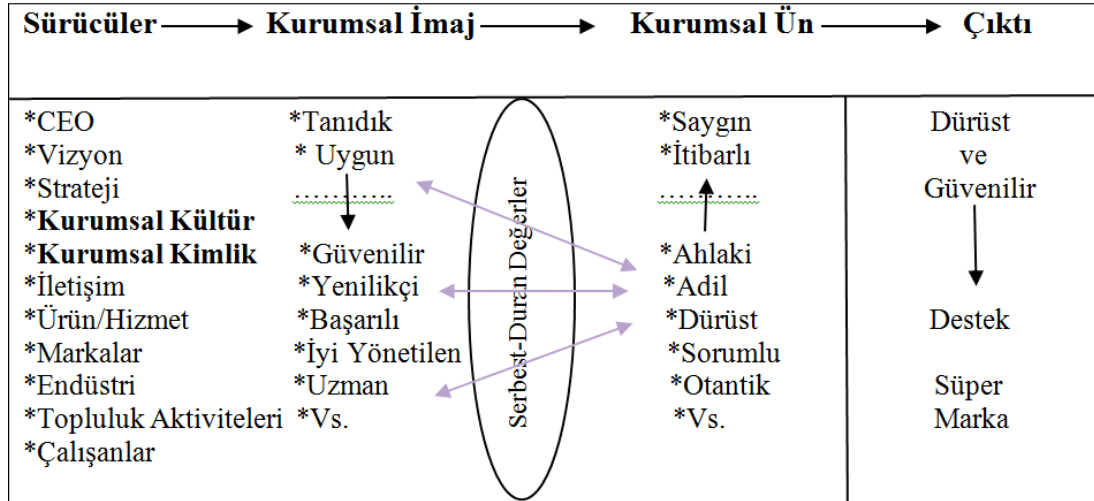 Sürücüler Kurumsal İmaj Kurumsal Ün Çıktı
*CEO *Tanıdık *Saygın Dürüst
*Vizyon * Uygun *İtibarlı ve
*Strateji ……….. ……….. Güvenilir
*Kurumsal Kültür
*Kurumsal Kimlik *Güvenilir *Ahlaki
*İletişim *Yenilikçi *Adil
*Ürün/Hizmet *Başarılı *Dürüst Destek
*Markalar *İyi Yönetilen *Sorumlu
*Endüstri *Uzman *Otantik Süper
*Topluluk Aktiviteleri *Vs. *Vs. Marka
*Çalışanlar
Serbest-Duran Değerler